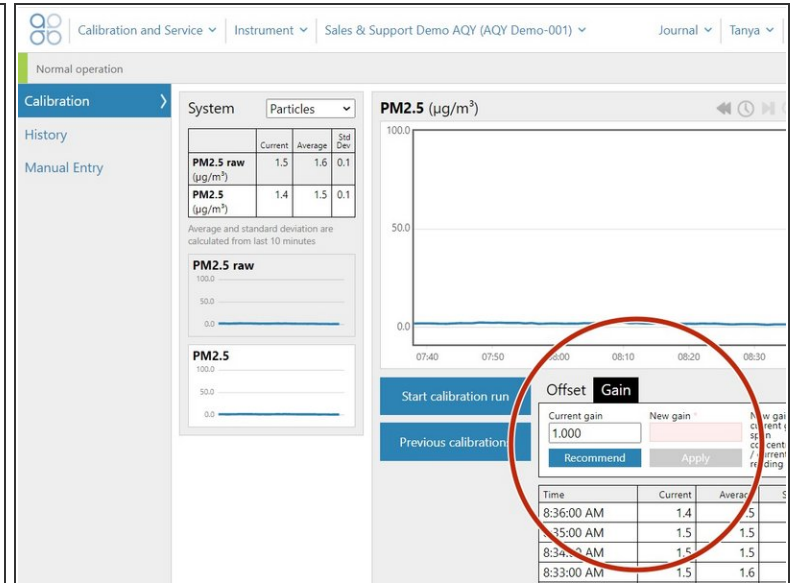 Calibration and Service Instrument Sales & Support Demo AQY (AQY Demo-001) Journal Tanya
Normal operation
Calibration
History
Manual Entry
System Particles
Current Average Std Dev
PM2.5 raw (µg/m³) 1.5 1.6 0.1
PM2.5 (µg/m³) 1.4 1.5 0.1
Average and standard deviation are
calculated from last 10 minutes
PM2.5 raw
100.0
50.0
0.0
PM2.5
100.0
50.0
0.0
PM2.5 (µg/m³)
100.0
50.0
0.0
07:40 07:50 08:10 08:20 08:30
Start calibration run
Previous calibrations
Offset Gain
Current gain New gain
1.000
Recommend Apply
Time Current
8:36:00 AM 1.4
1.5 1.5
1.5 1.5
8:33:00 AM 1.5 1.6